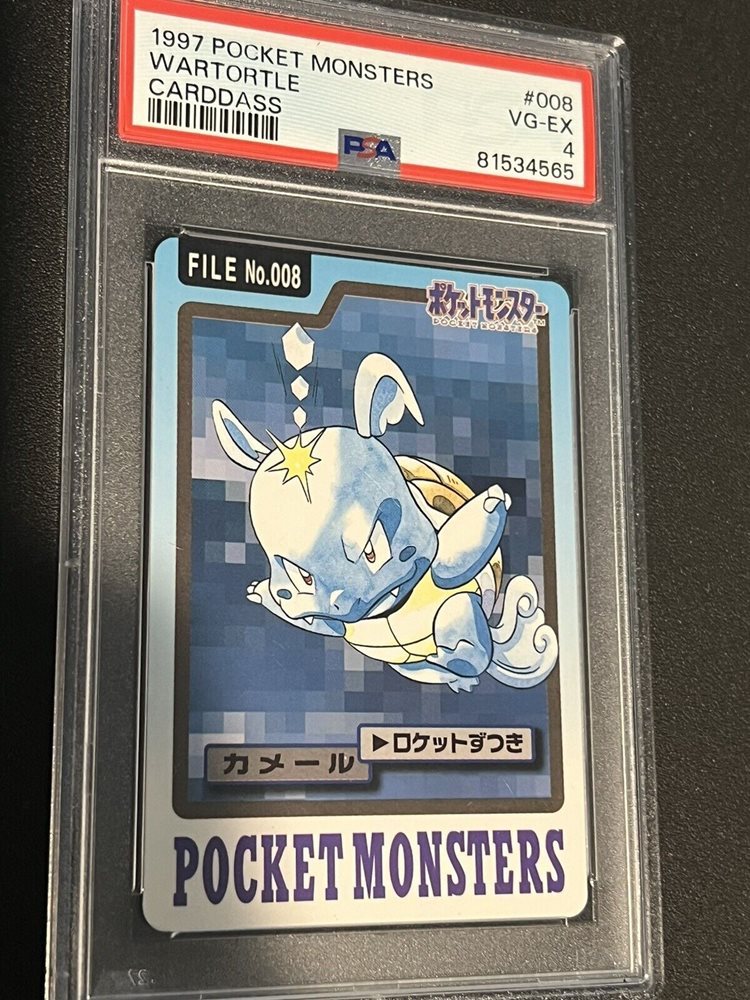 1997 POCKET MONSTERS
WARTORTLE
CARDDASS
#008
VG-EX
4
81534565
PSA
FILE No.008
ポケットモンスター
POCKET MONSTERS
カメール
▶ロケットずつき
POCKET MONSTERS